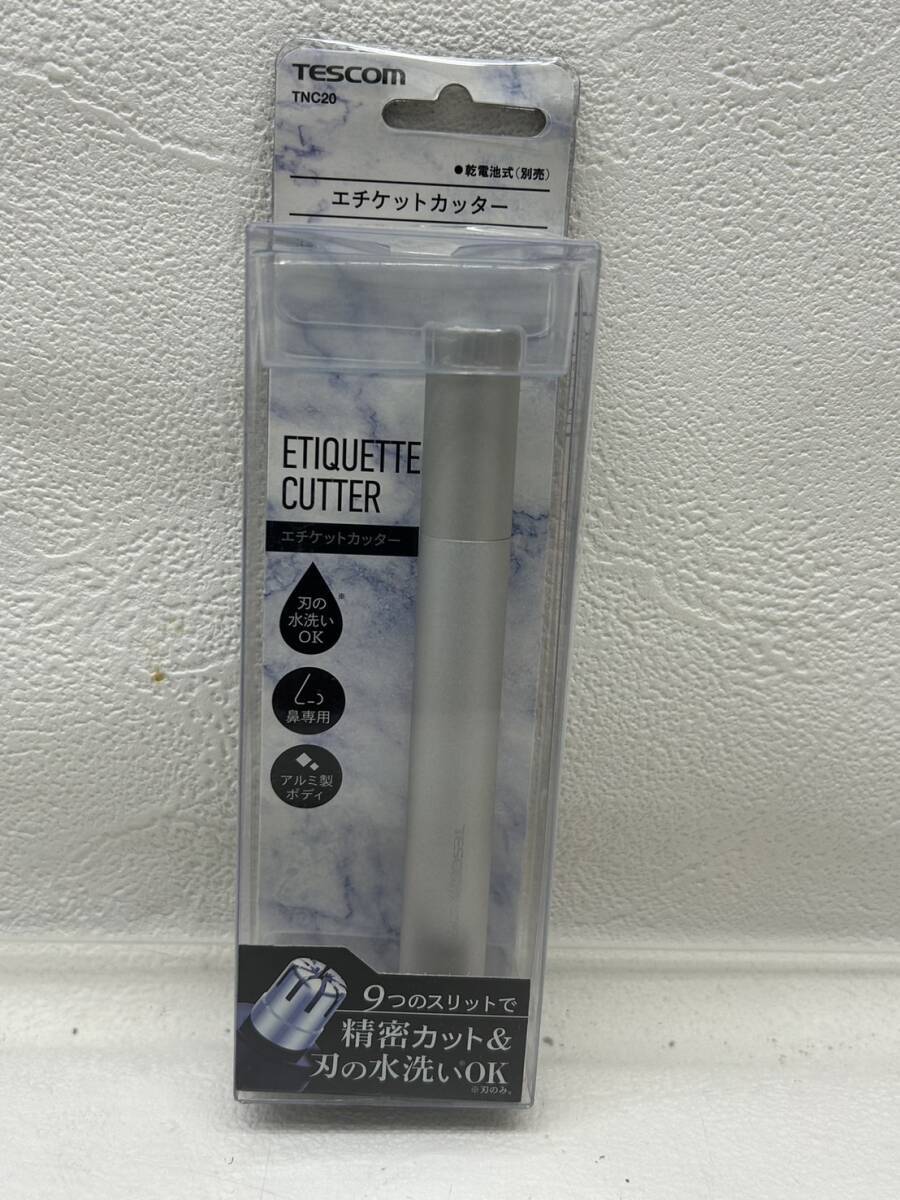 TESCOM
TNC20
●乾電池式(別売)
エチケットカッター
ETIQUETTE
CUTTER
エチケットカッター
刃の※
水洗い
OK
鼻専用
アルミ製
ボディ
TESCOM
9つのスリットで
精密カット&
刃の水洗い※OK
※刃のみ。